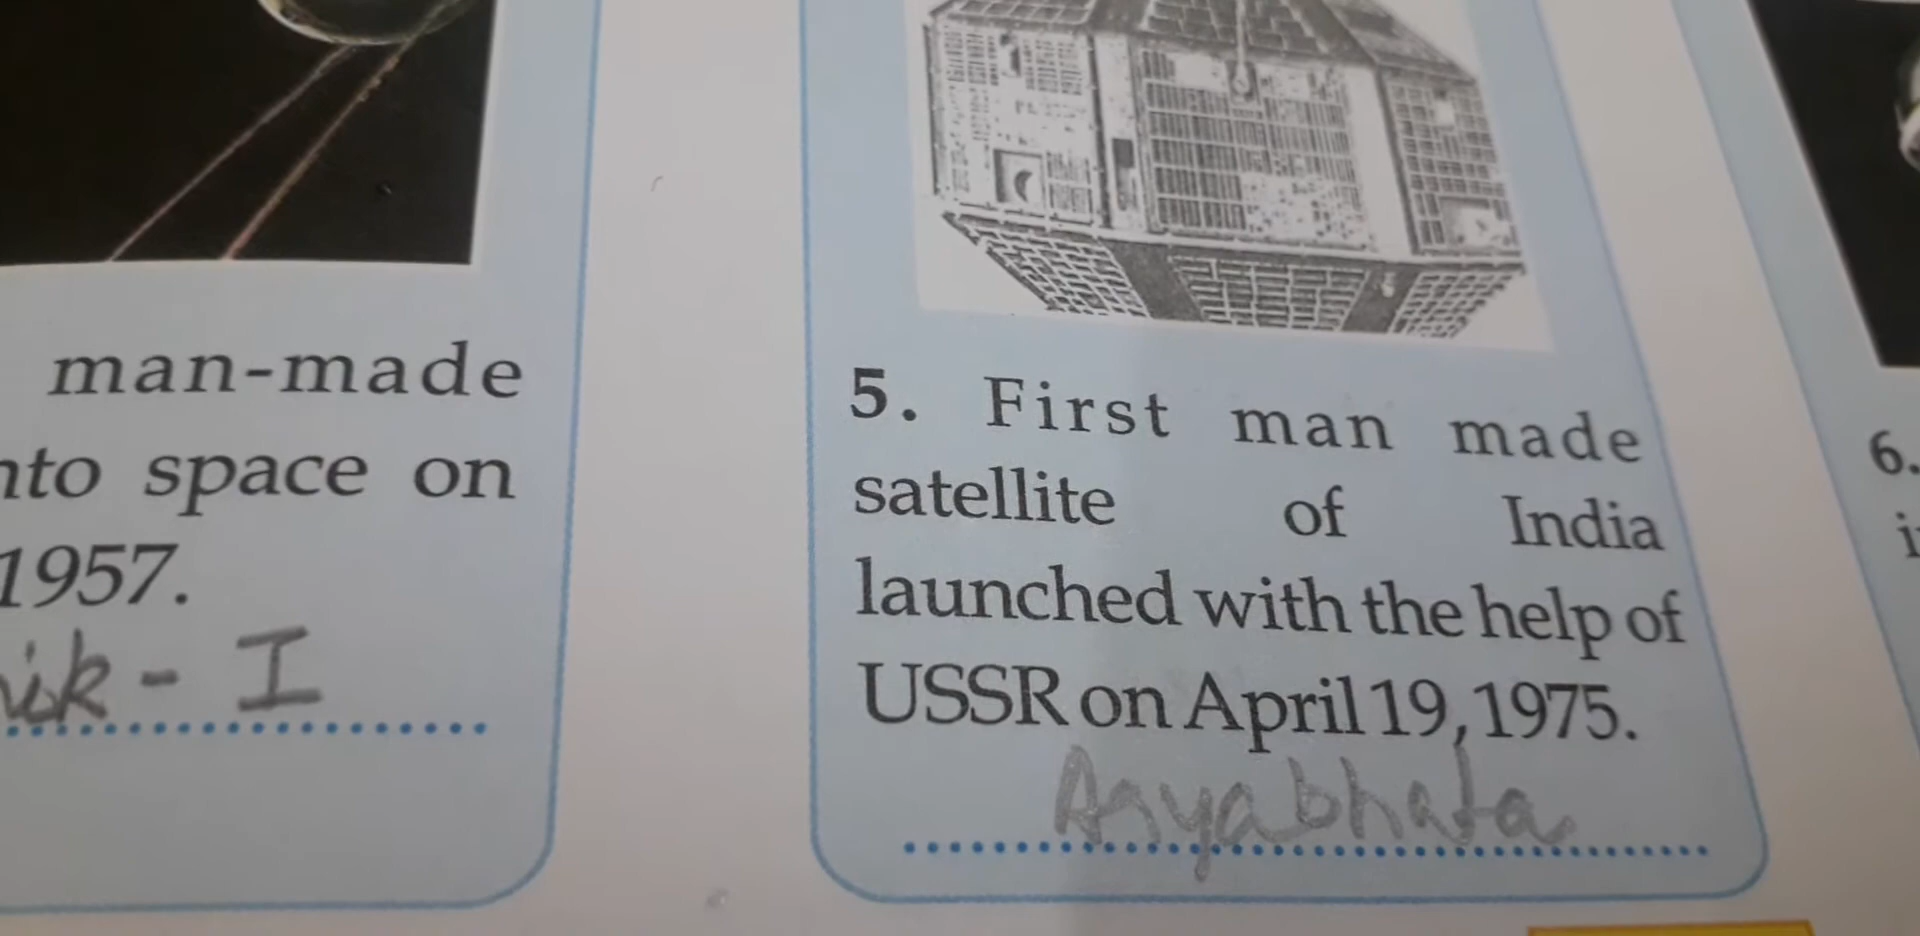 man-made
nto space on
1957.
ik - I
5. First man made
satellite of India
launched with the help of
USSR on April 19, 1975.
Aryabhata
6.